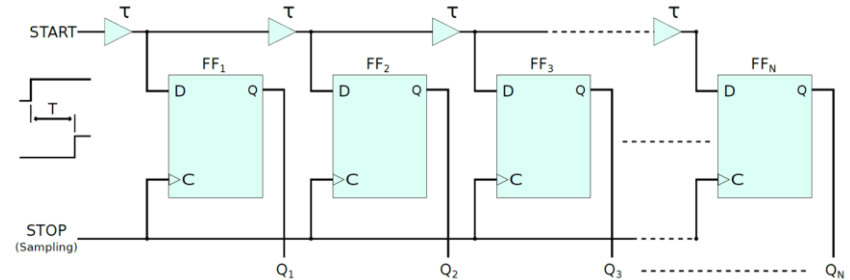 τ τ τ τ
START
FF1 FF2 FF3 FFN
D Q D Q D Q D Q
T
C C C C
STOP
(Sampling)
Q1 Q2 Q3 QN